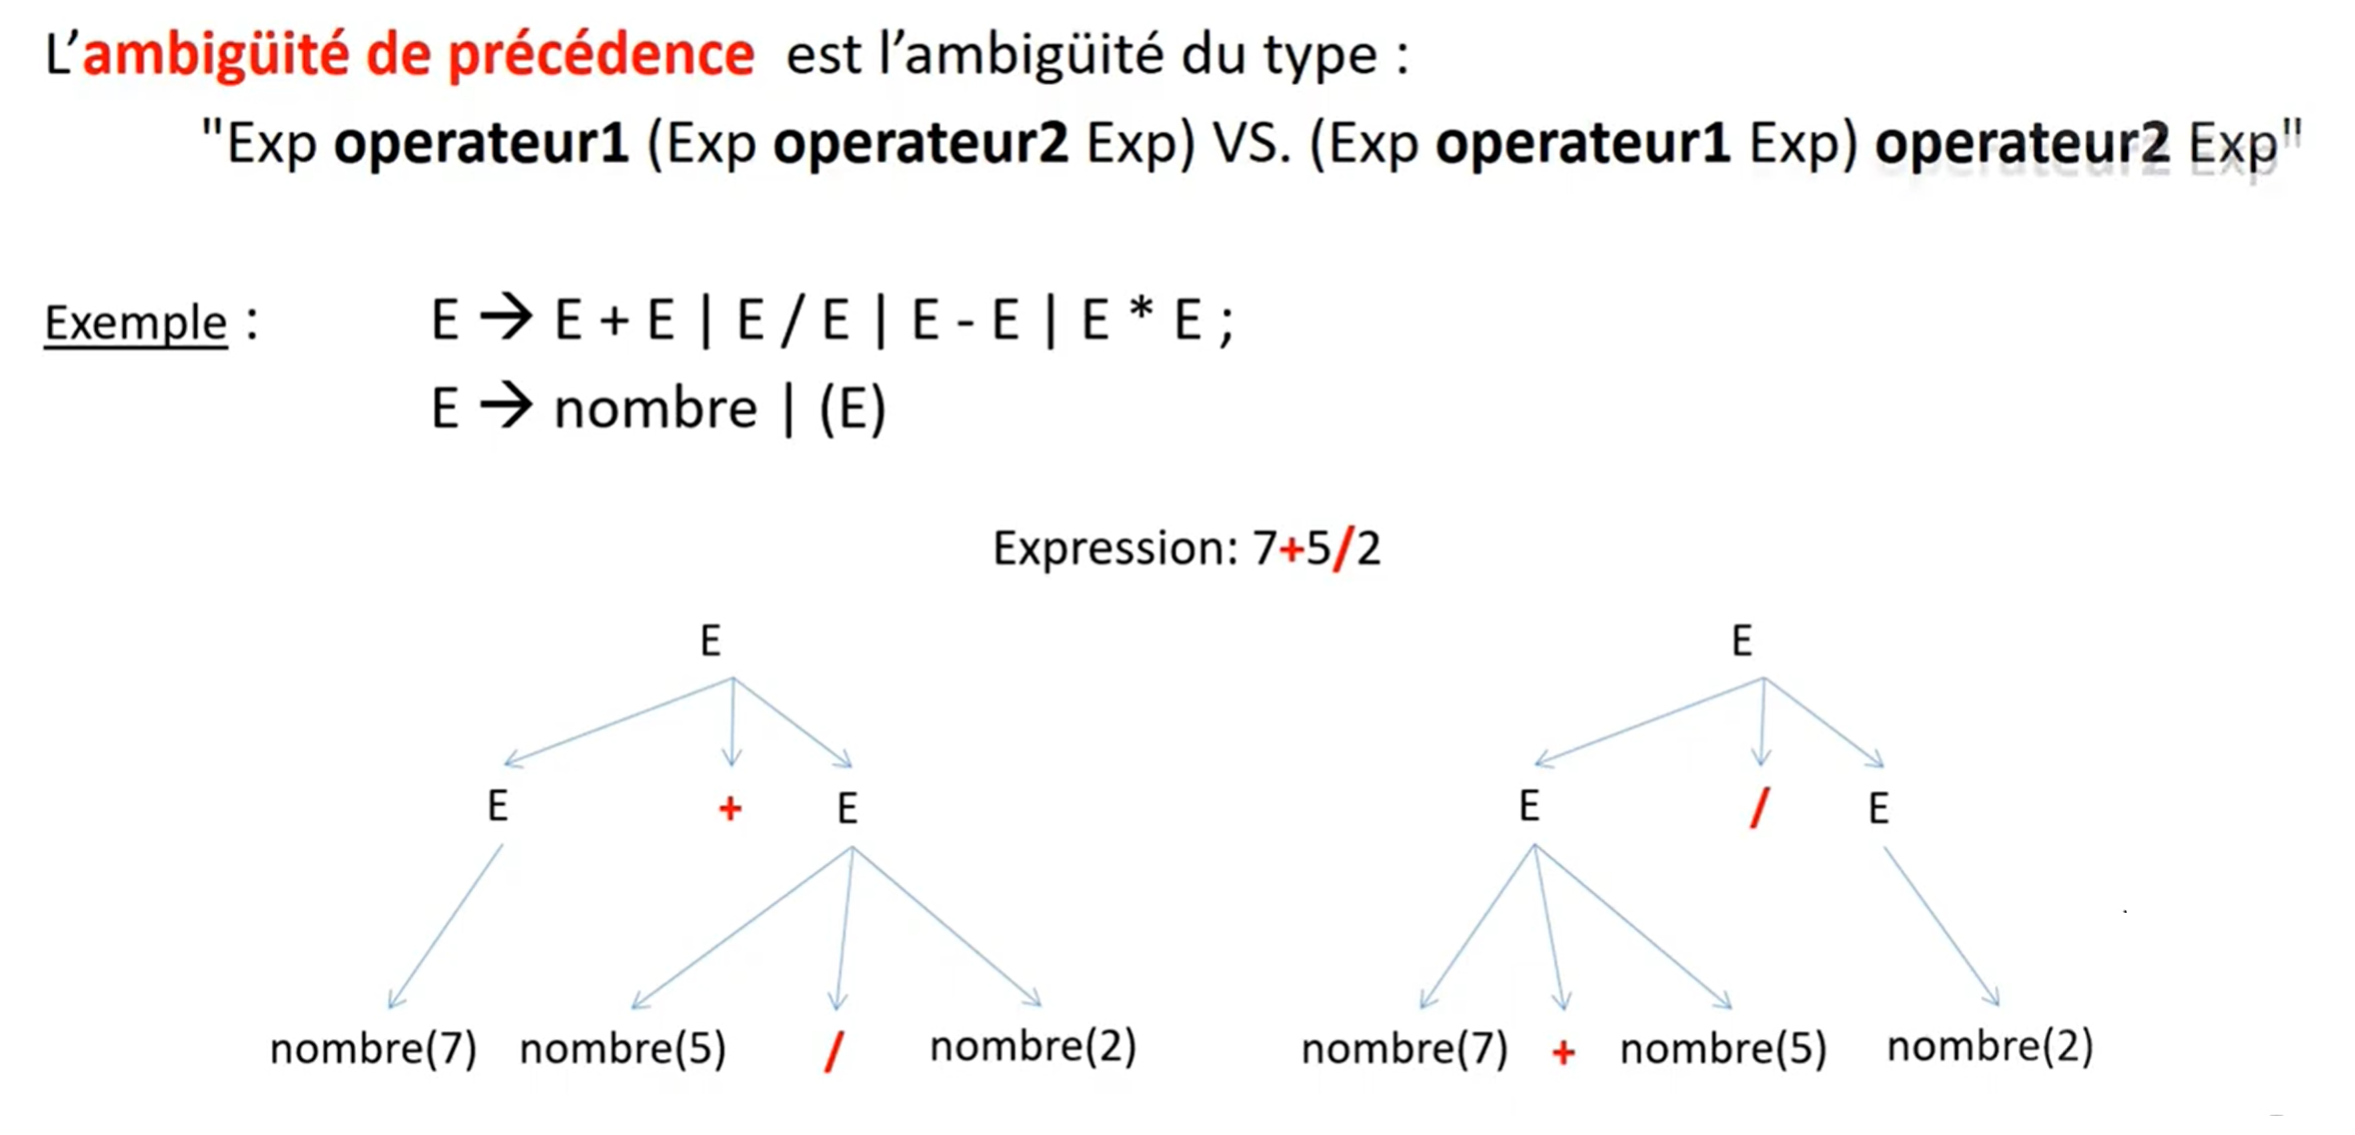 L’ambigüité de précédence est l’ambigüité du type :
"Exp operateur1 (Exp operateur2 Exp) VS. (Exp operateur1 Exp) operateur2 Exp"
Exemple : E → E + E | E / E | E - E | E * E ;
E → nombre | (E)
Expression: 7+5/2
E E
E + E E / E
nombre(7) nombre(5) / nombre(2) nombre(7) + nombre(5) nombre(2)